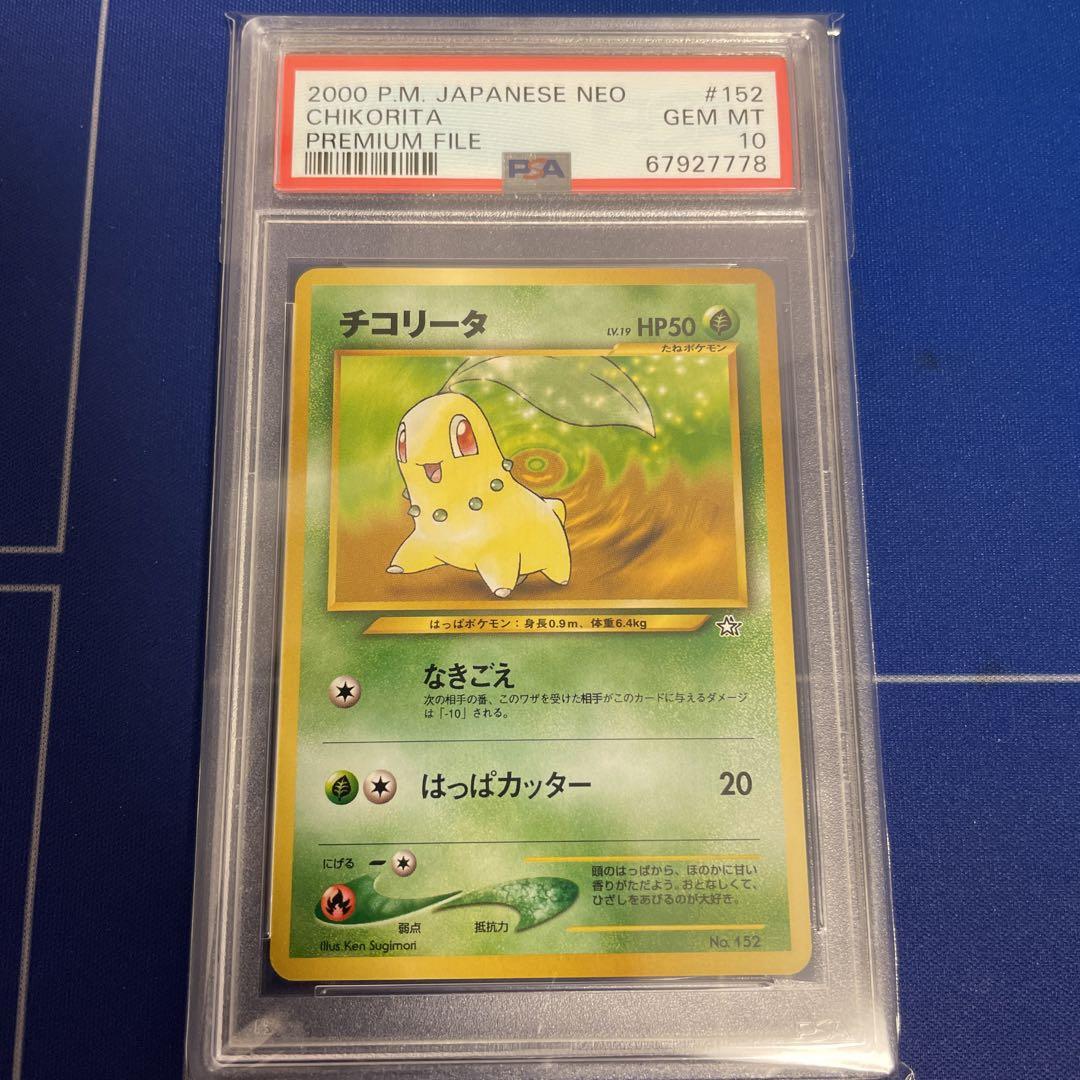 2000 P.M. JAPANESE NEO #152
CHIKORITA GEM MT
PREMIUM FILE 10
PSA 67927778
チコリータ LV.19 HP50
たねポケモン
はっぱポケモン：身長0.9m、体重6.4kg
なきごえ
次の相手の番、このワザを受けた相手がこのカードに与えるダメージ
は「-10」される。
はっぱカッター 20
にげる
頭のはっぱから、ほのかに甘い
香りがただよう。おとなしくて、
ひざしをあびるのが大好き。
弱点 抵抗力
Illus. Ken Sugimori No. 152